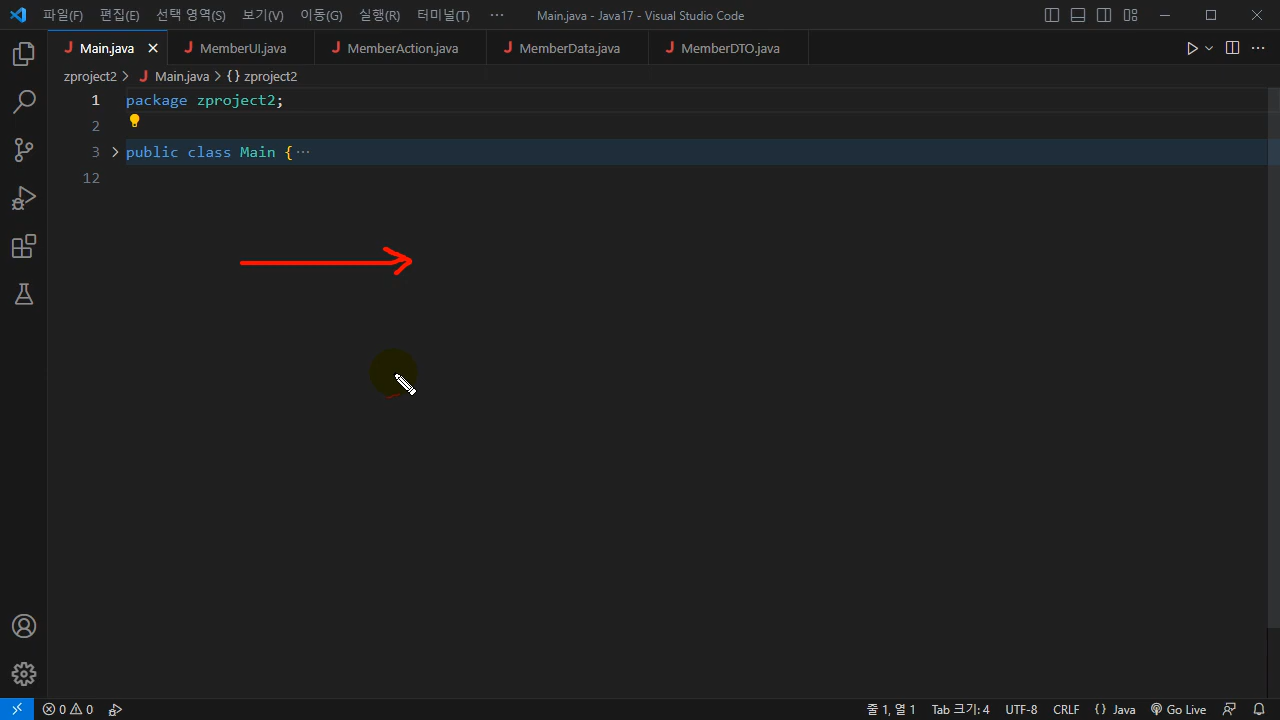 파일(F) 편집(E) 선택 영역(S) 보기(V) 이동(G) 실행(R) 터미널(T) ··· Main.java - Java17 - Visual Studio Code
J Main.java J MemberUI.java J MemberAction.java J MemberData.java J MemberDTO.java
zproject2 > J Main.java > {} zproject2
1 package zproject2;
2
3 public class Main {···
12
0 0 줄 1, 열 1 Tab 크기: 4 UTF-8 CRLF {} Java Go Live